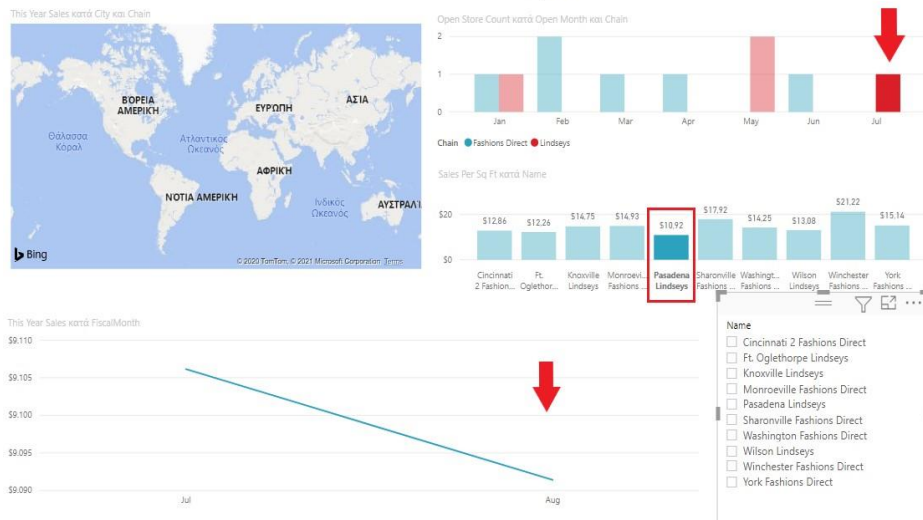 This Year Sales κατά City και Chain
ΒΟΡΕΙΑ
ΑΜΕΡΙΚΉ
ΕΥΡΩΠΗ
ΑΣΊΑ
Θάλασσα
Κοράλ
Ατλαντικός
Ωκεανός
ΑΦΡΙΚΉ
ΝΌΤΙΑ ΑΜΕΡΙΚΉ
Ινδικός
Ωκεανός
ΑΥΣΤΡΑΛΊ
Bing
© 2020 TomTom, © 2021 Microsoft Corporation Terms
Open Store Count κατά Open Month και Chain
2
1
0
Jan Feb Mar Apr May Jun Jul
Chain Fashions Direct Lindseys
Sales Per Sq Ft κατά Name
$20
$0
$12,86 $12,26 $14,75 $14,93 $10,92 $17,92 $14,25 $13,08 $21,22 $15,14
Cincinnati Ft. Knoxville Monroevi... Pasadena Sharonville Washingt... Wilson Winchester York
2 Fashion... Oglethor... Lindseys Fashions ... Lindseys Fashions ... Fashions ... Lindseys Fashions ... Fashions ...
This Year Sales κατά FiscalMonth
$9.110
$9.105
$9.100
$9.095
$9.090
Jul Aug
Name
Cincinnati 2 Fashions Direct
Ft. Oglethorpe Lindseys
Knoxville Lindseys
Monroeville Fashions Direct
Pasadena Lindseys
Sharonville Fashions Direct
Washington Fashions Direct
Wilson Lindseys
Winchester Fashions Direct
York Fashions Direct